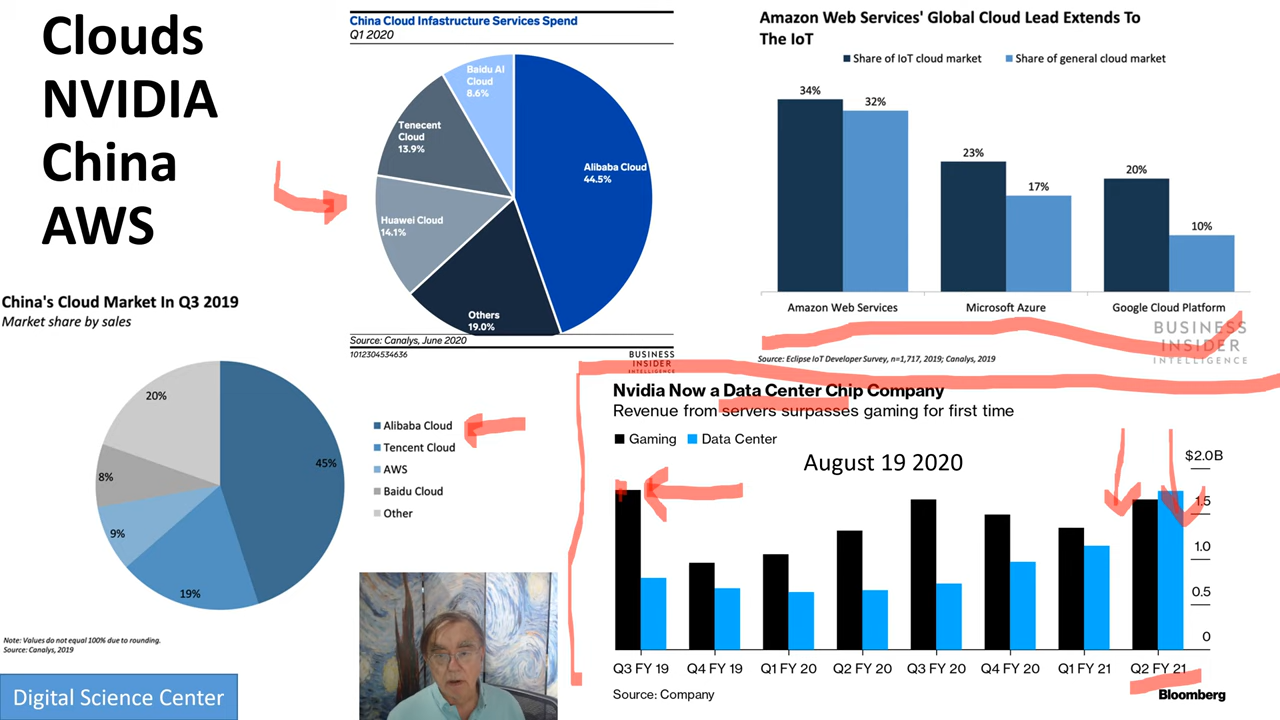 Clouds
NVIDIA
China
AWS
China Cloud Infastructure Services Spend
Q1 2020
Baidu AI
Cloud
8.6%
Tenecent
Cloud
13.9%
Alibaba Cloud
44.5%
Huawei Cloud
14.1%
Others
19.0%
Source: Canalys, June 2020
1012304534636
BUSINESS
INSIDER
INTELLIGENCE
Amazon Web Services' Global Cloud Lead Extends To
The IoT
Share of IoT cloud market
Share of general cloud market
34%
32%
23%
17%
20%
10%
Amazon Web Services
Microsoft Azure
Google Cloud Platform
BUSINESS
INSIDER
INTELLIGENCE
Source: Eclipse IoT Developer Survey, n=1,717, 2019; Canalys, 2019
China's Cloud Market In Q3 2019
Market share by sales
20%
45%
8%
9%
19%
Alibaba Cloud
Tencent Cloud
AWS
Baidu Cloud
Other
Note: Values do not equal 100% due to rounding.
Source: Canalys, 2019
Digital Science Center
Nvidia Now a Data Center Chip Company
Revenue from servers surpasses gaming for first time
Gaming
Data Center
August 19 2020
$2.0B
1.5
1.0
0.5
0
Q3 FY 19
Q4 FY 19
Q1 FY 20
Q2 FY 20
Q3 FY 20
Q4 FY 20
Q1 FY 21
Q2 FY 21
Source: Company
Bloomberg